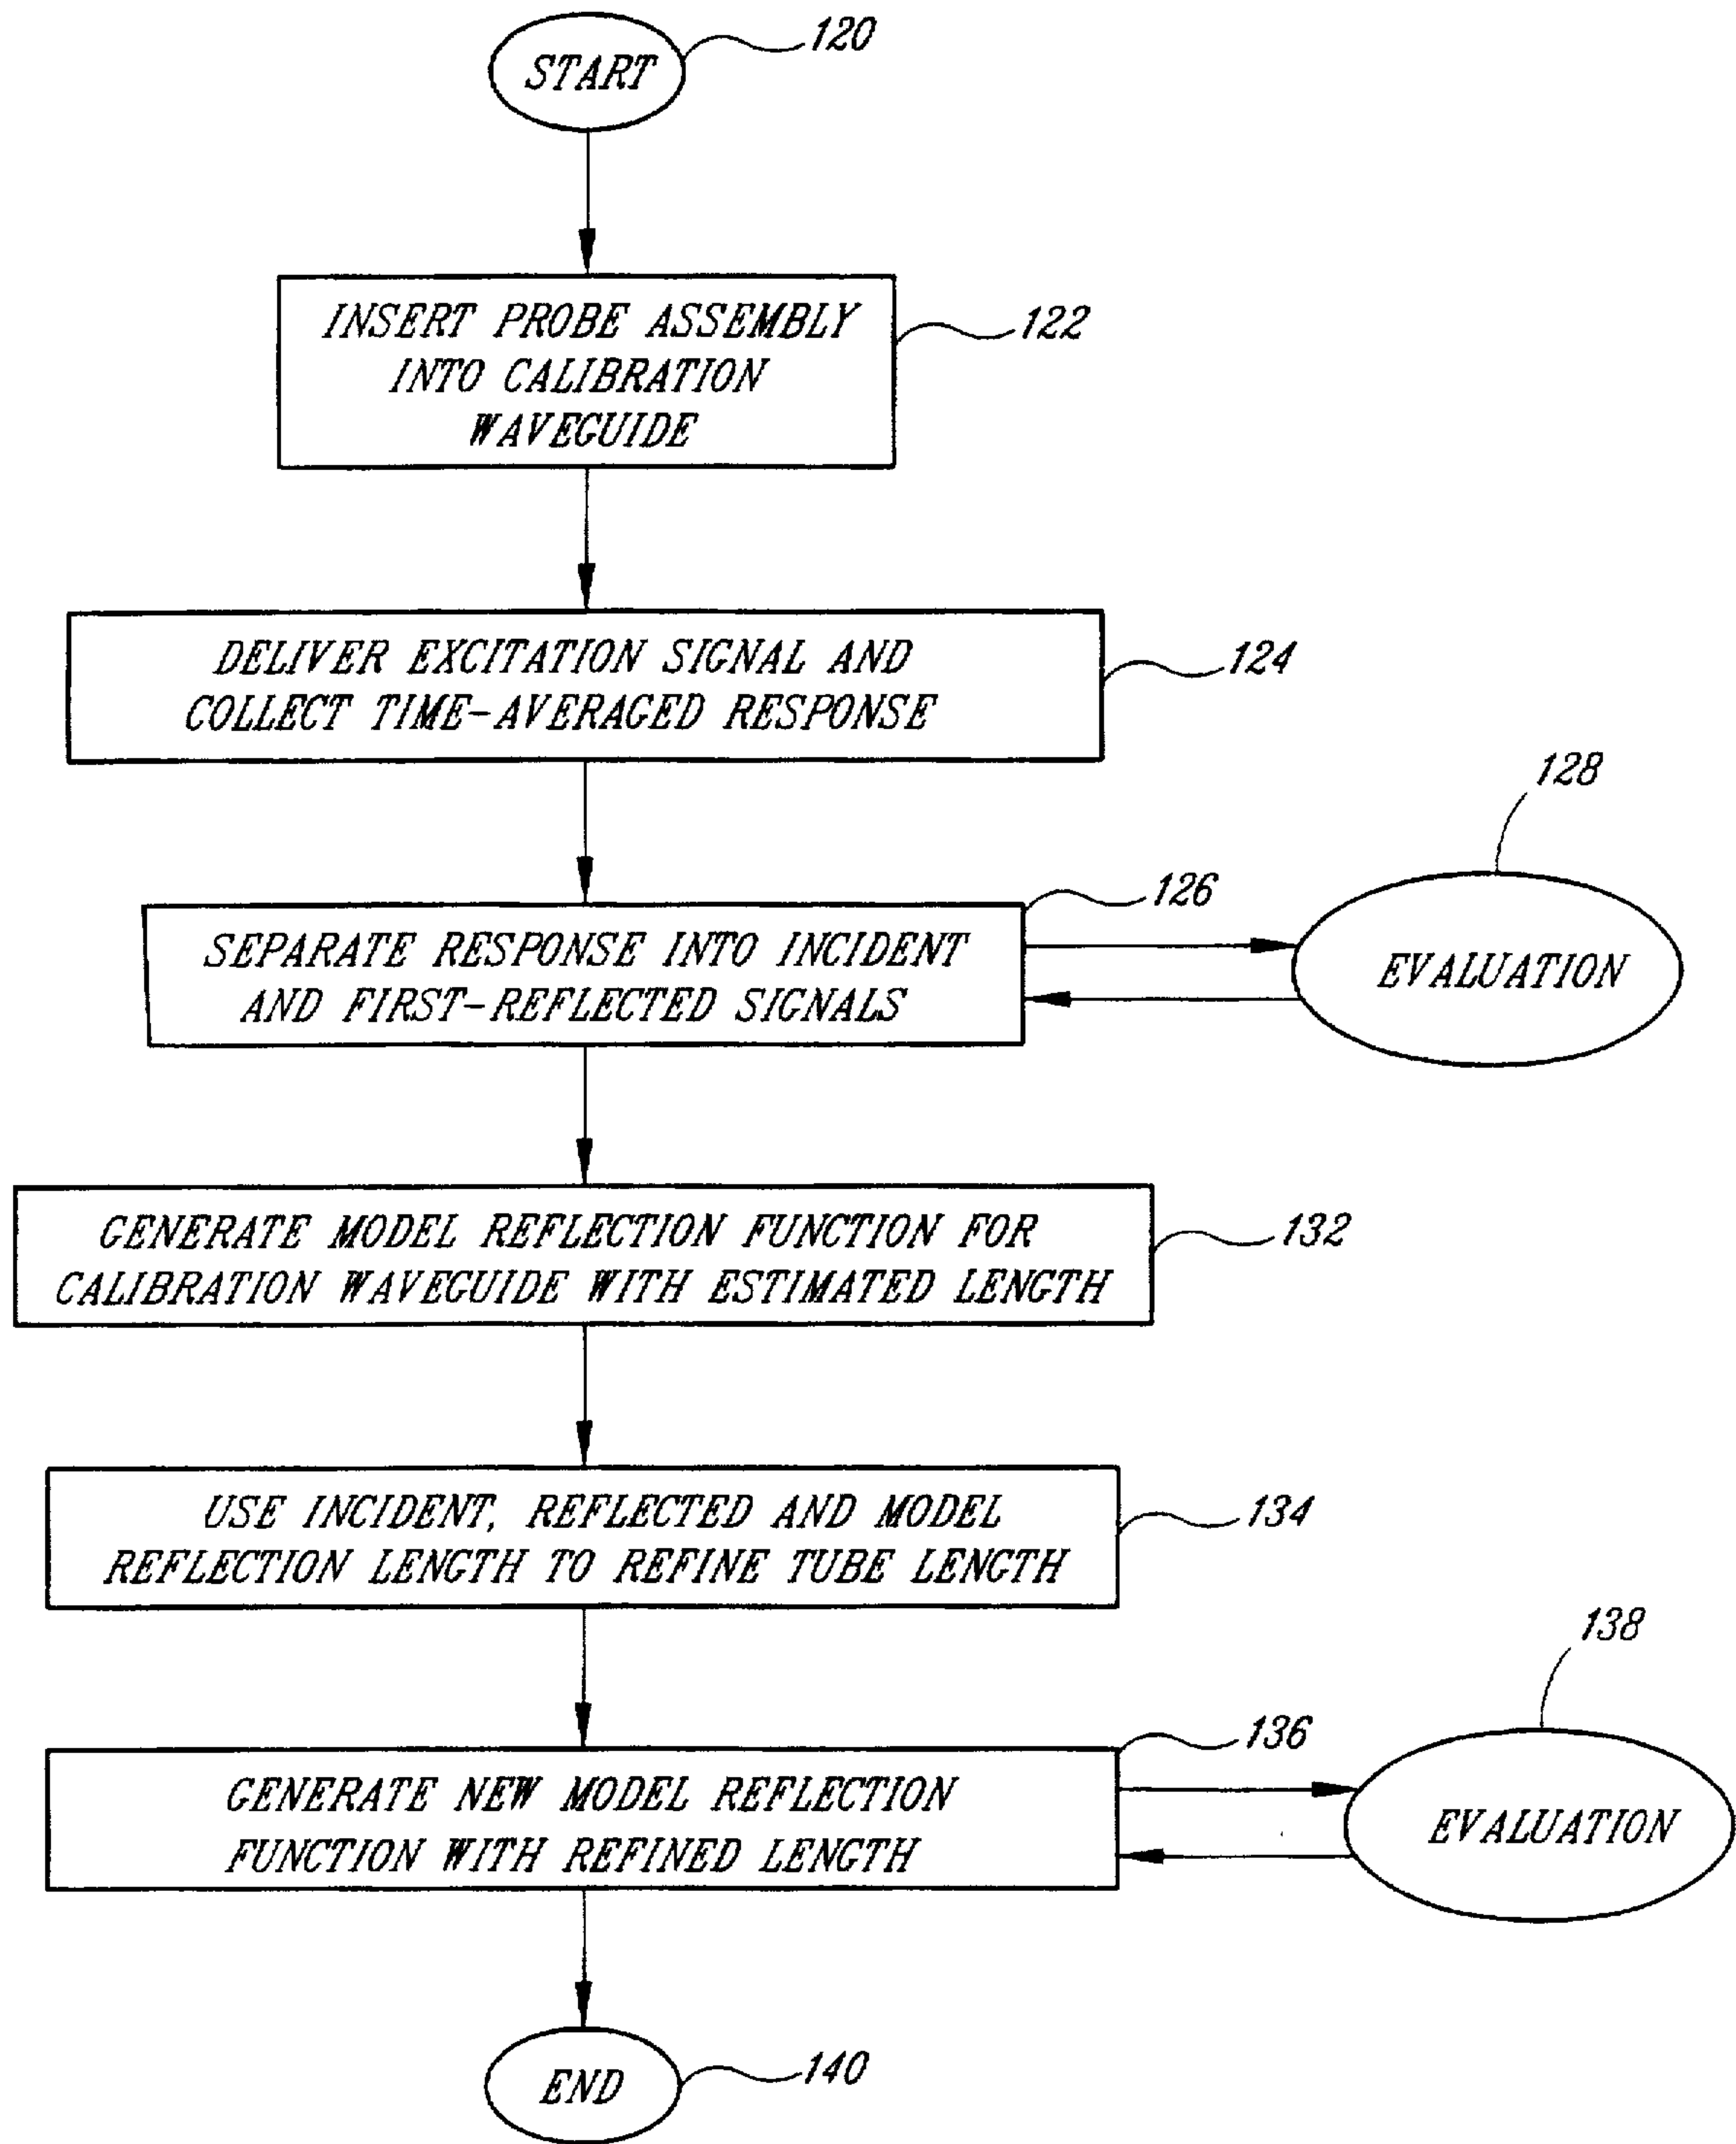 START
120
INSERT PROBE ASSEMBLY
INTO CALIBRATION
WAVEGUIDE
122
DELIVER EXCITATION SIGNAL AND
COLLECT TIME-AVERAGED RESPONSE
124
128
126
SEPARATE RESPONSE INTO INCIDENT
AND FIRST-REFLECTED SIGNALS
EVALUATION
GENERATE MODEL REFLECTION FUNCTION FOR
CALIBRATION WAVEGUIDE WITH ESTIMATED LENGTH
132
USE INCIDENT, REFLECTED AND MODEL
REFLECTION LENGTH TO REFINE TUBE LENGTH
134
138
136
GENERATE NEW MODEL REFLECTION
FUNCTION WITH REFINED LENGTH
EVALUATION
END
140